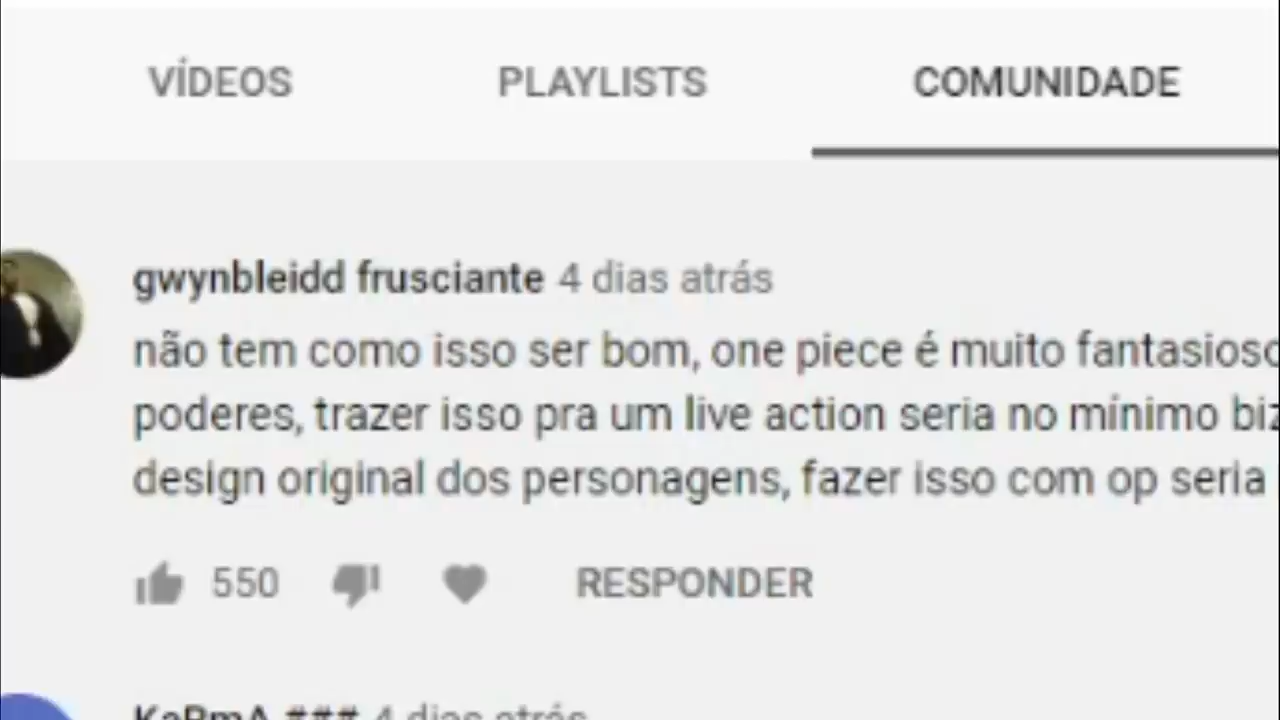 VÍDEOS PLAYLISTS COMUNIDADE
gwynbleidd frusciante 4 dias atrás
não tem como isso ser bom, one piece é muito fantasioso
poderes, trazer isso pra um live action seria no mínimo
design original dos personagens, fazer isso com op seria
550 RESPONDER
KaRmA ### 4 dias atrás